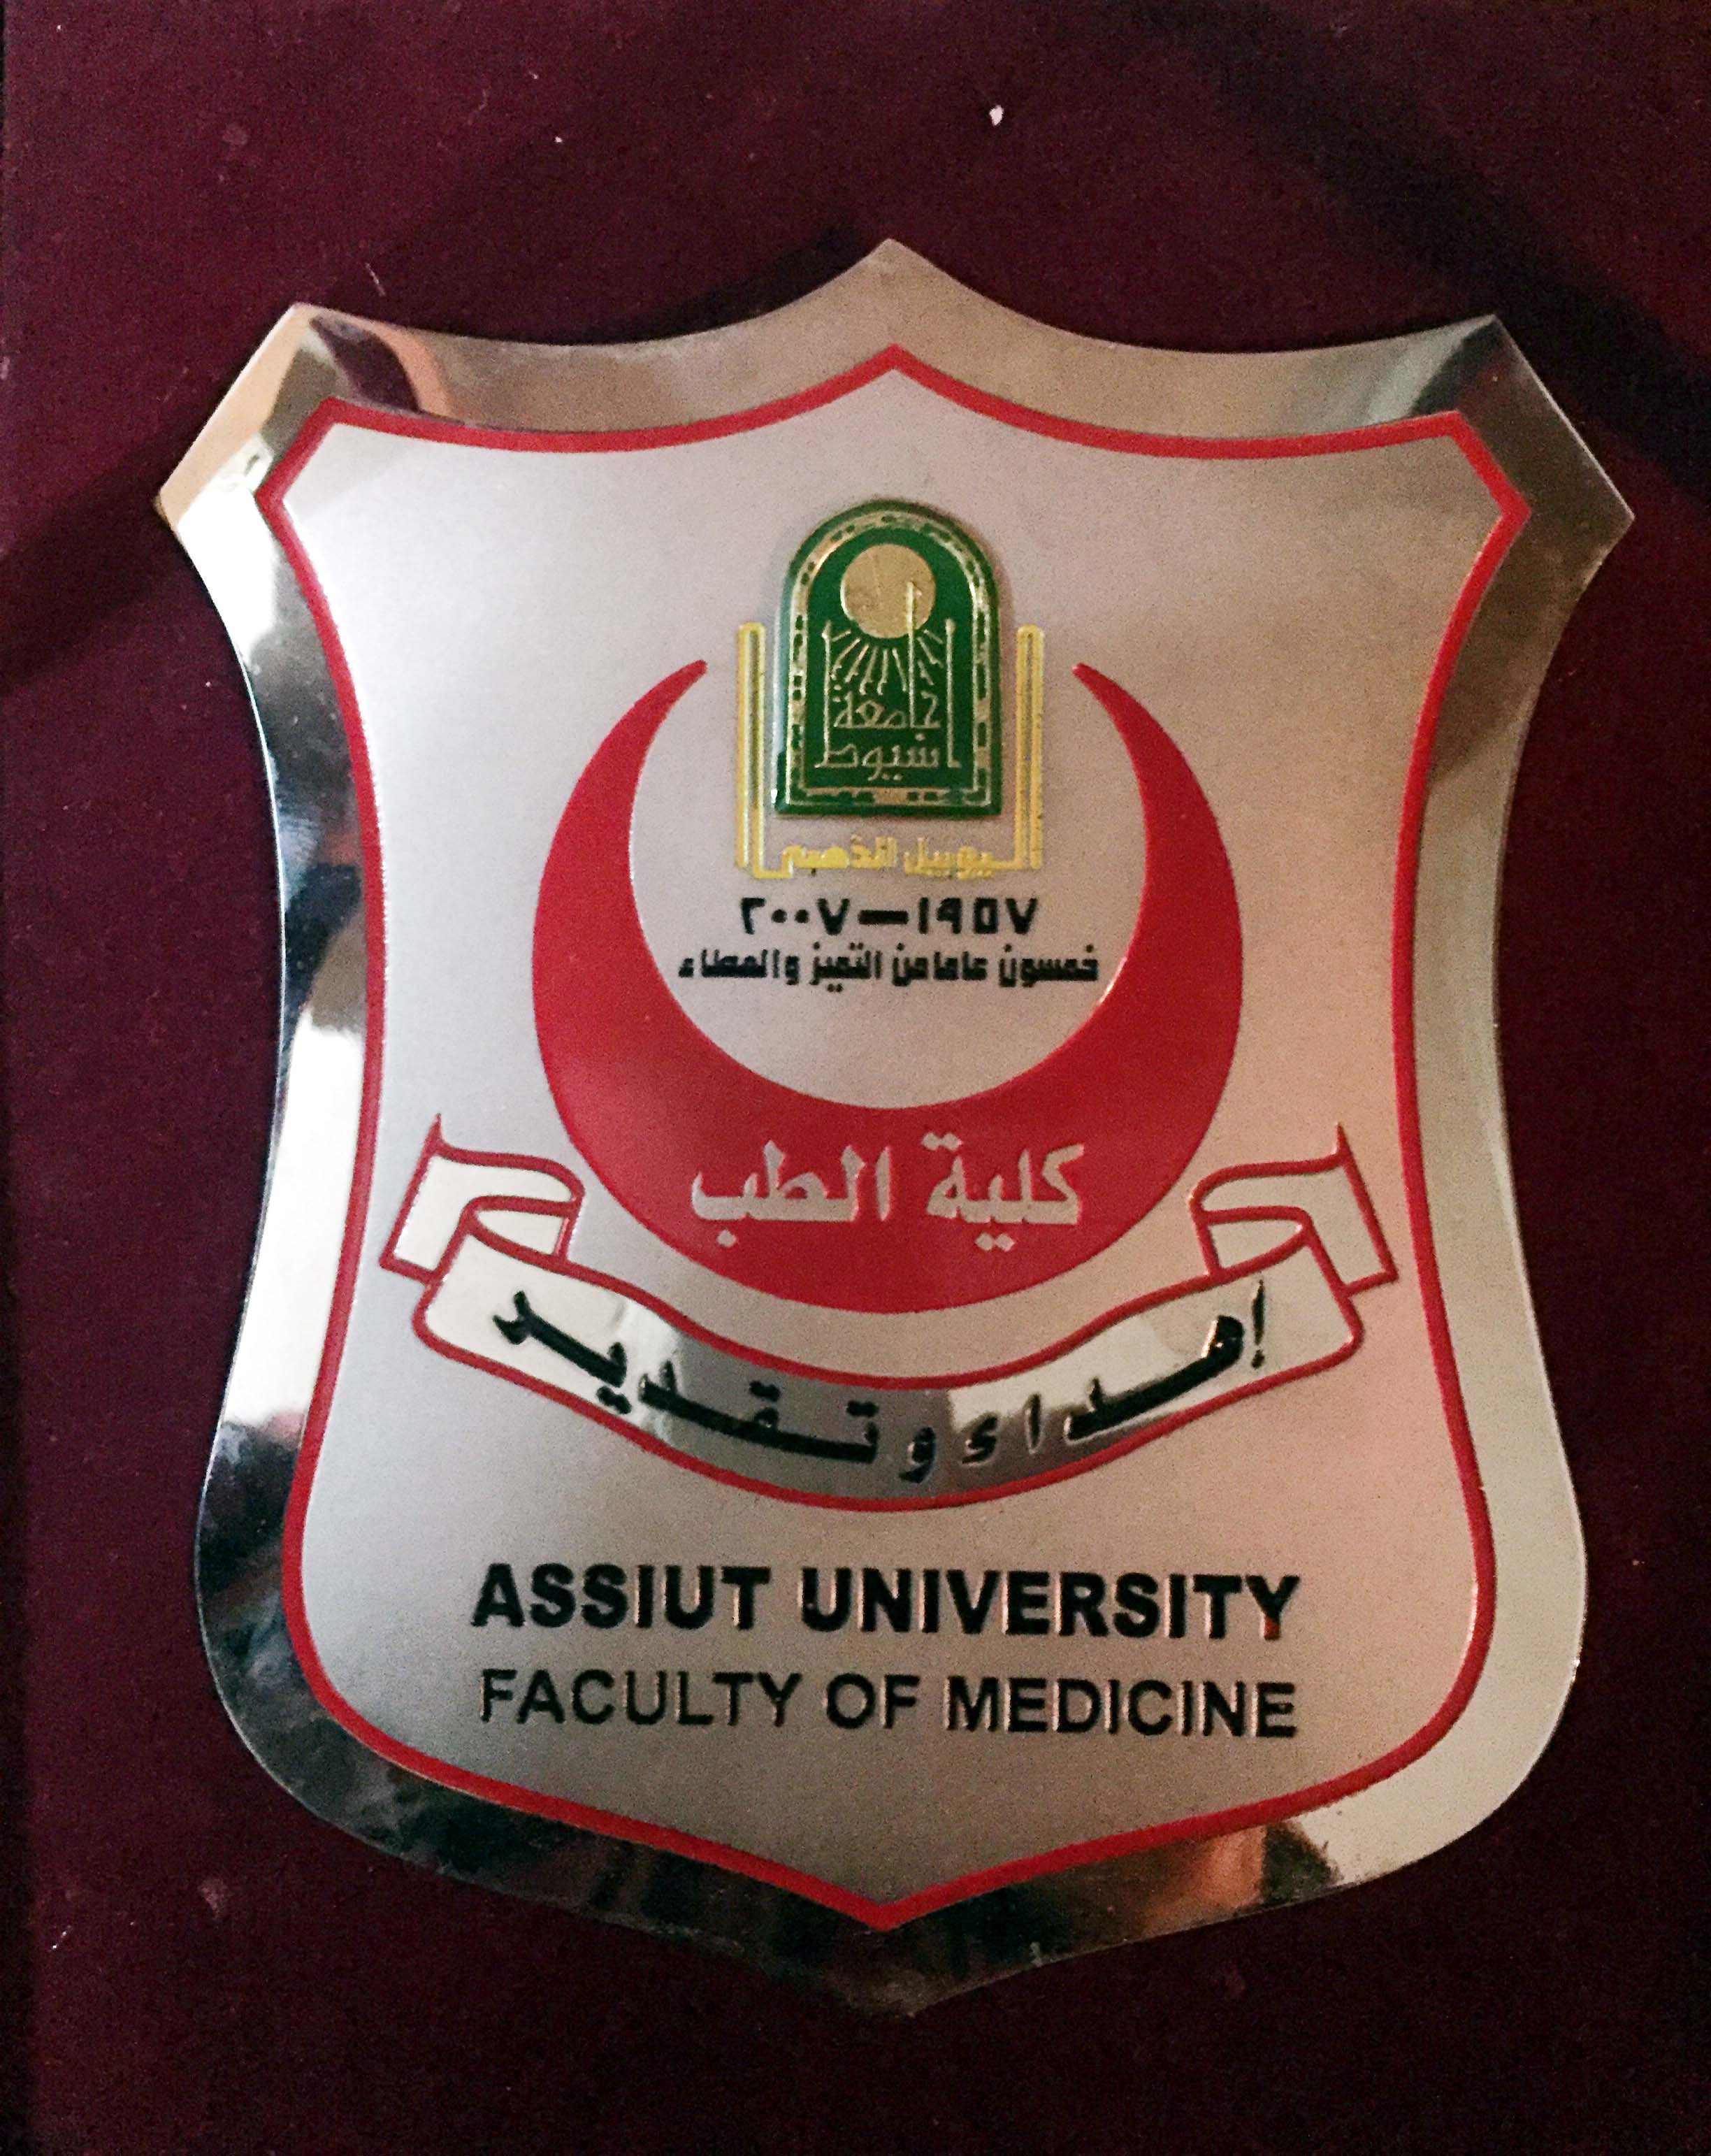 جامعة
اسيوط
اليوبيل الذهبى
١٩٥٧ — ٢٠٠٧
خمسون عاما من التميز والعطاء
كلية الطب
إهداء وتقدير
ASSIUT UNIVERSITY
FACULTY OF MEDICINE